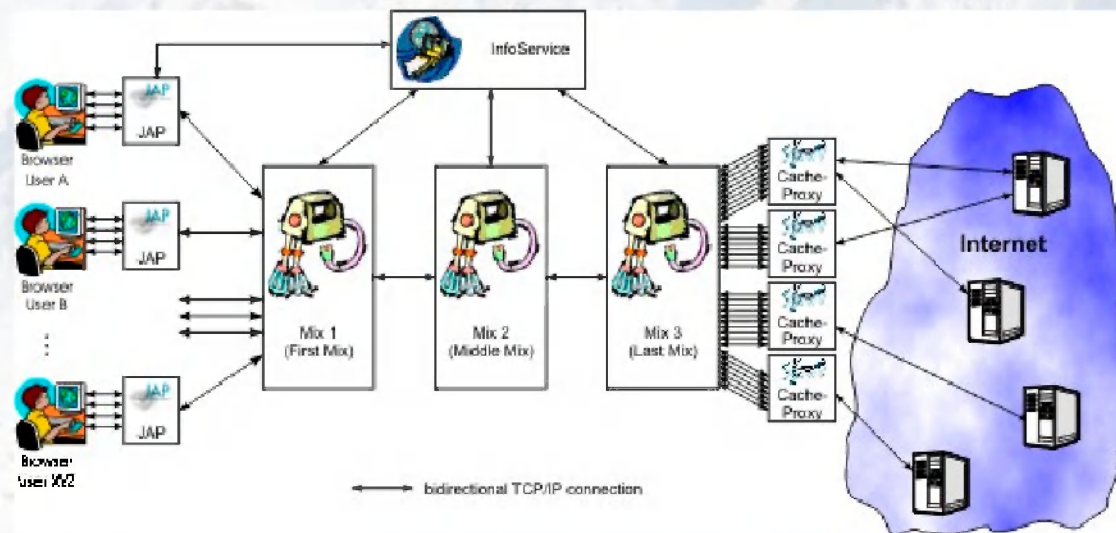 InfoService
JAP
JAP
Browser
User A
JAP
JAP
Browser
User B
JAP
JAP
Browser
Mix 1
(First Mix)
Mix 2
(Middle Mix)
Mix 3
(Last Mix)
Cache-
Proxy
Cache-
Proxy
Cache-
Proxy
Cache-
Proxy
Internet
bidirectional TCP/IP connection